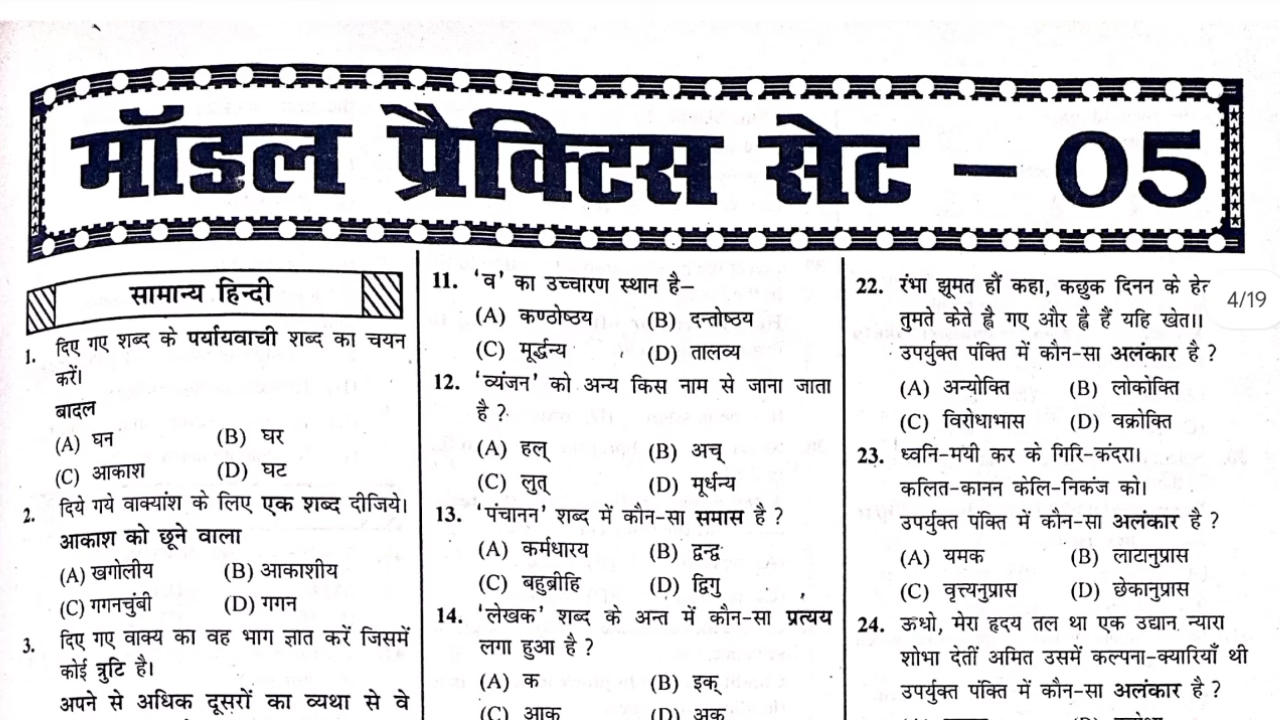 मॉडल प्रैक्टिस सेट – 05
सामान्य हिन्दी
1. दिए गए शब्द के पर्यायवाची शब्द का चयन
करें।
बादल
(A) घन (B) घर
(C) आकाश (D) घट
2. दिये गये वाक्यांश के लिए एक शब्द दीजिये।
आकाश को छूने वाला
(A) खगोलीय (B) आकाशीय
(C) गगनचुंबी (D) गगन
3. दिए गए वाक्य का वह भाग ज्ञात करें जिसमें
कोई त्रुटि है।
अपने से अधिक दूसरों का व्यथा से वे
11. 'व' का उच्चारण स्थान है–
(A) कण्ठोष्ठय (B) दन्तोष्ठय
(C) मूर्द्धन्य (D) तालव्य
12. 'व्यंजन' को अन्य किस नाम से जाना जाता
है ?
(A) हल् (B) अच्
(C) लुत् (D) मूर्धन्य
13. 'पंचानन' शब्द में कौन-सा समास है ?
(A) कर्मधारय (B) द्वन्द्व
(C) बहुब्रीहि (D) द्विगु
14. 'लेखक' शब्द के अन्त में कौन-सा प्रत्यय
लगा हुआ है ?
(A) क (B) इक्
(C) आक (D) अक
22. रंभा झूमत हौं कहा, कछुक दिनन के हेत
तुमते केते ह्वै गए और ह्वै हैं यहि खेत।।
उपर्युक्त पंक्ति में कौन-सा अलंकार है ?
(A) अन्योक्ति (B) लोकोक्ति
(C) विरोधाभास (D) वक्रोक्ति
23. ध्वनि-मयी कर के गिरि-कंदरा।
कलित-कानन केलि-निकंज को।
उपर्युक्त पंक्ति में कौन-सा अलंकार है ?
(A) यमक (B) लाटानुप्रास
(C) वृत्त्यनुप्रास (D) छेकानुप्रास
24. ऊधो, मेरा हृदय तल था एक उद्यान न्यारा
शोभा देतीं अमित उसमें कल्पना-क्यारियाँ थी
उपर्युक्त पंक्ति में कौन-सा अलंकार है ?
4/19